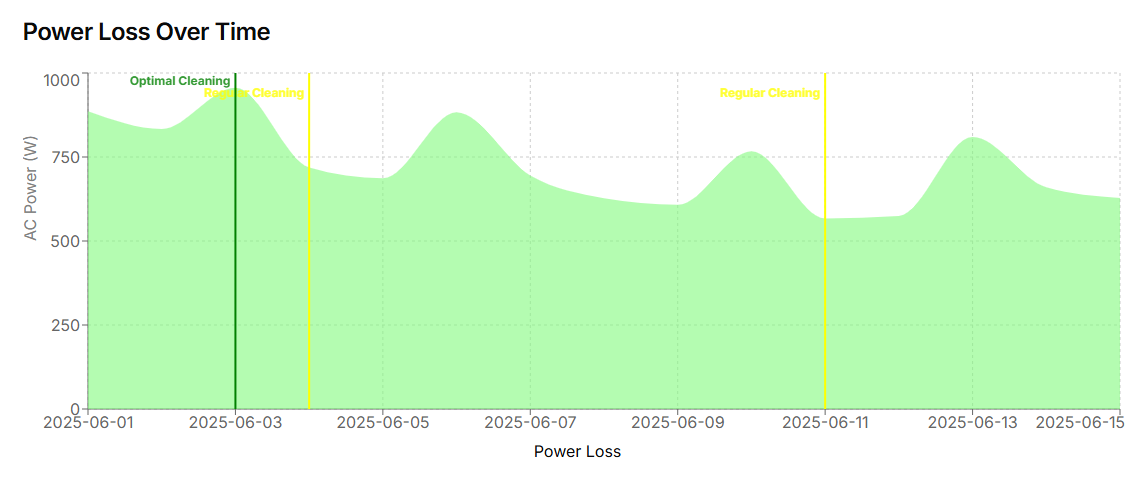 Power Loss Over Time
1000
Optimal Cleaning
Regular Cleaning
Regular Cleaning
750
500
250
0
AC Power (W)
2025-06-01
2025-06-03
2025-06-05
2025-06-07
2025-06-09
2025-06-11
2025-06-13
2025-06-15
Power Loss